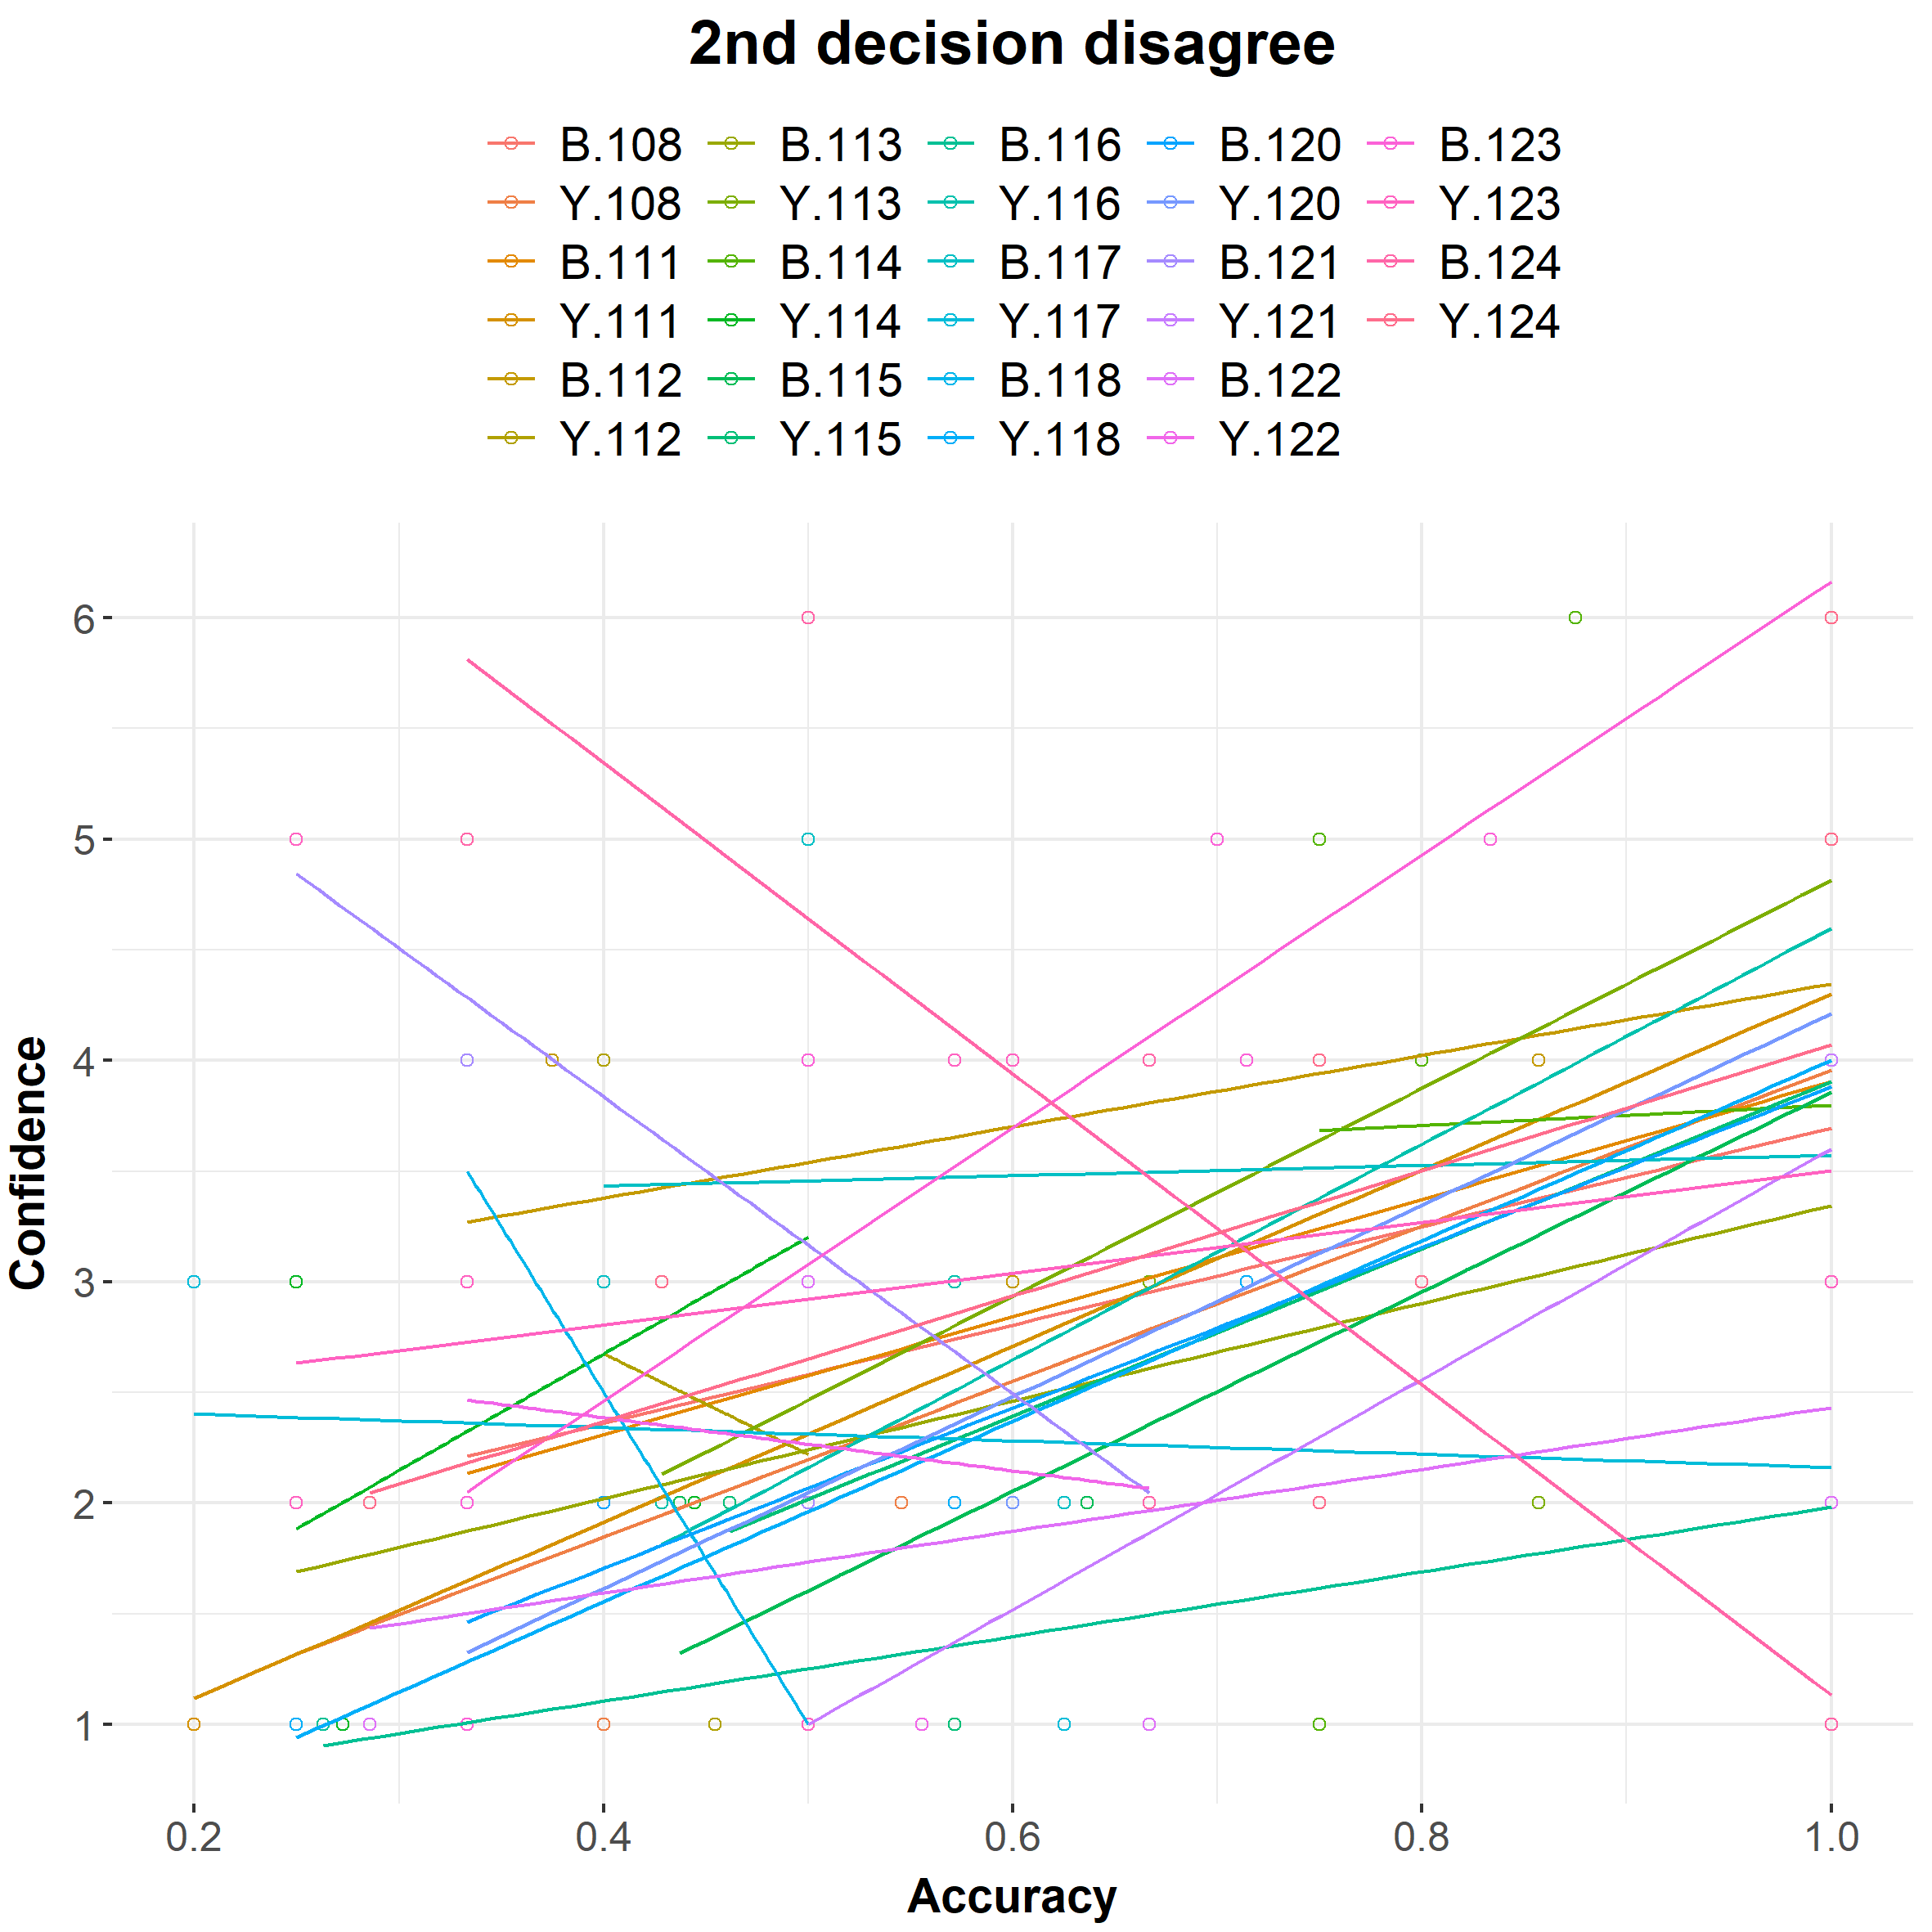 2nd decision disagree
B.108 B.113 B.116 B.120 B.123
Y.108 Y.113 Y.116 Y.120 Y.123
B.111 B.114 B.117 B.121 B.124
Y.111 Y.114 Y.117 Y.121 Y.124
B.112 B.115 B.118 B.122
Y.112 Y.115 Y.118 Y.122
6
5
4
3
2
1
Confidence
0.2 0.4 0.6 0.8 1.0
Accuracy